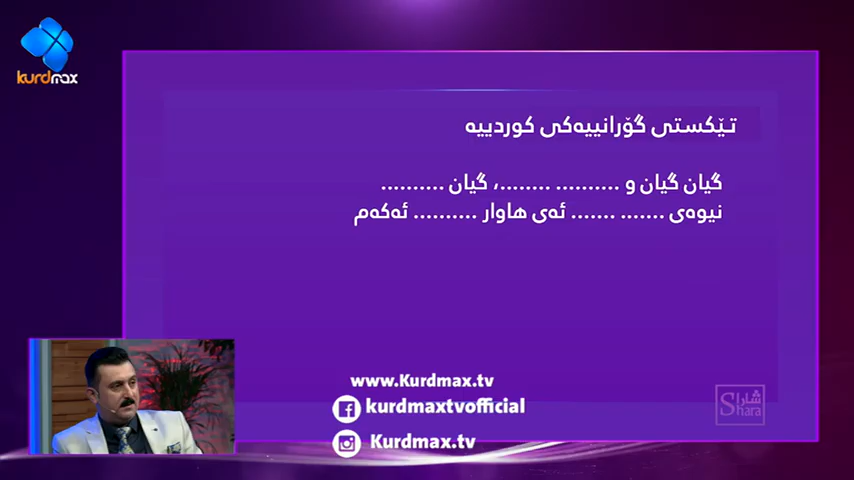 kurdmax
تێکستی گۆرانییەکی کوردییە
گیان گیان و .......... ........، گیان ..........
نیوەی ....... ....... ئەی هاوار .......... ئەکەم
www.Kurdmax.tv
kurdmaxtvofficial
Kurdmax.tv
شارا
Shara